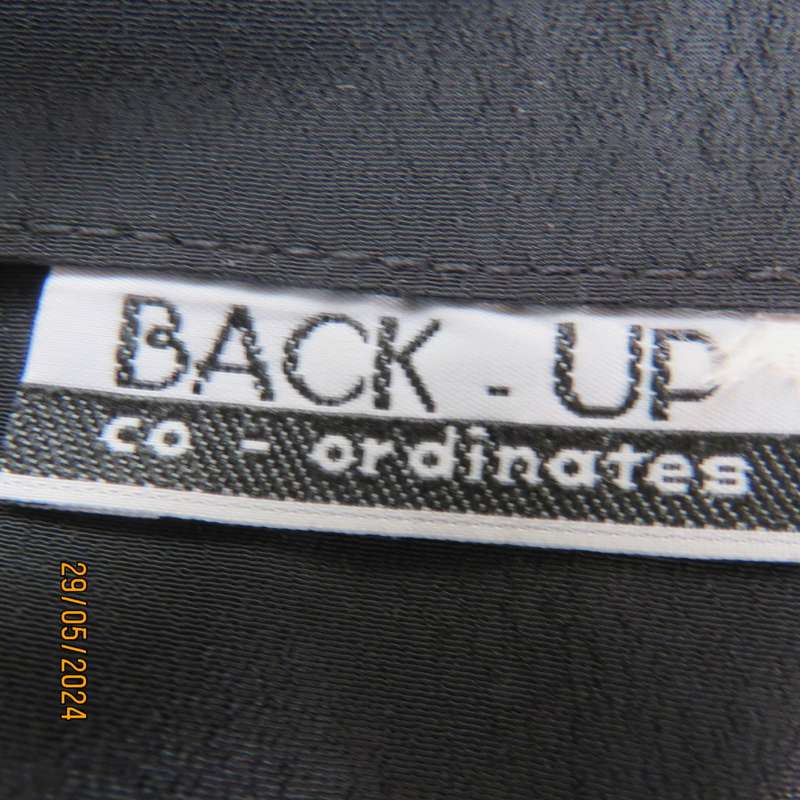 BACK - UP
co - ordinates
29/05/2024